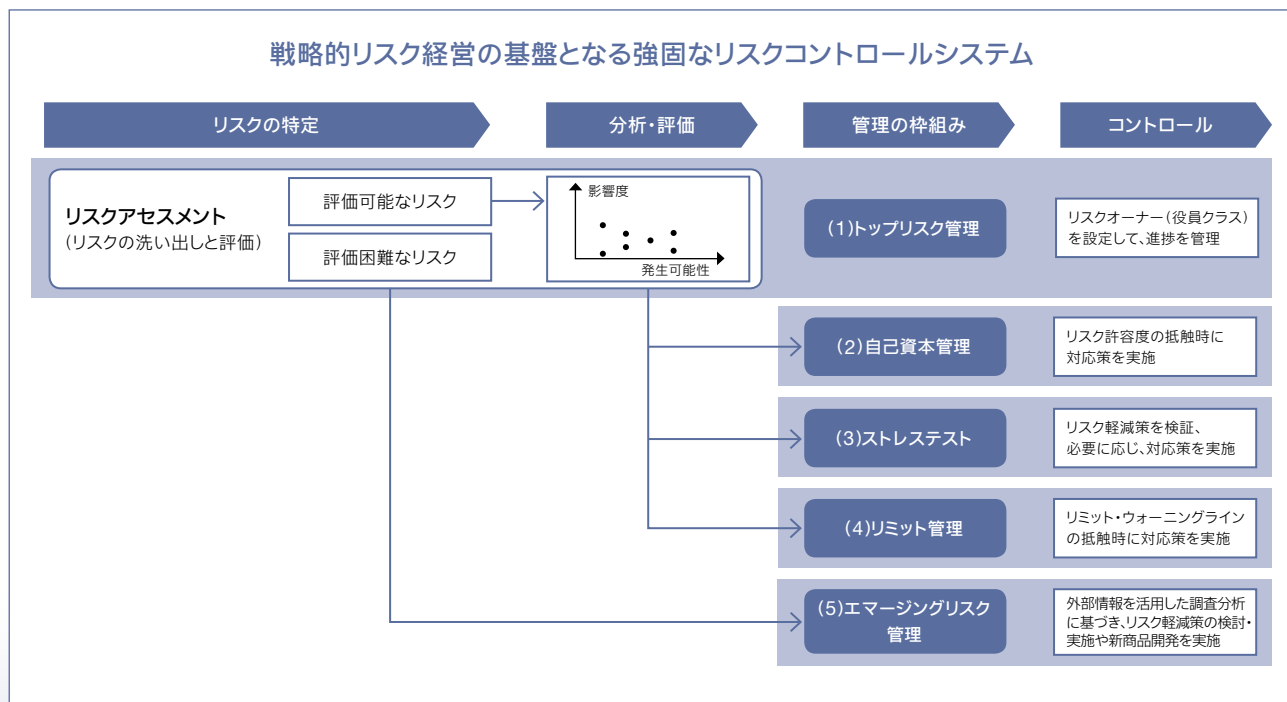 戦略的リスク経営の基盤となる強固なリスクコントロールシステム
リスクの特定
分析・評価
管理の枠組み
コントロール
リスクアセスメント
(リスクの洗い出しと評価)
評価可能なリスク
評価困難なリスク
影響度
発生可能性
(1)トップリスク管理
リスクオーナー(役員クラス)
を設定して、進捗を管理
(2)自己資本管理
リスク許容度の抵触時に
対応策を実施
(3)ストレステスト
リスク軽減策を検証、
必要に応じ、対応策を実施
(4)リミット管理
リミット・ウォーニングライン
の抵触時に対応策を実施
(5)エマージングリスク
管理
外部情報を活用した調査分析
に基づき、リスク軽減策の検討・
実施や新商品開発を実施